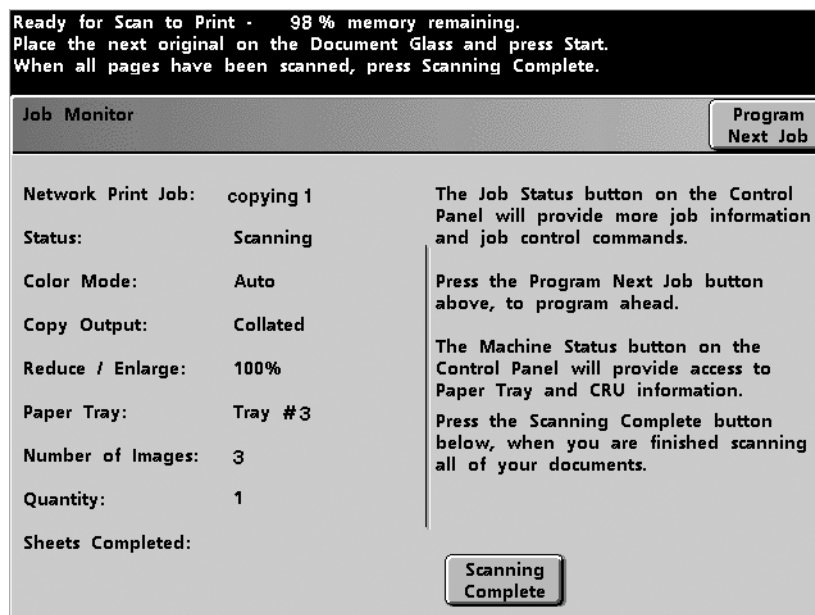 Ready for Scan to Print - 98 % memory remaining.
Place the next original on the Document Glass and press Start.
When all pages have been scanned, press Scanning Complete.
Job Monitor
Program
Next Job
Network Print Job: copying 1
Status: Scanning
Color Mode: Auto
Copy Output: Collated
Reduce / Enlarge: 100%
Paper Tray: Tray #3
Number of Images: 3
Quantity: 1
Sheets Completed:
The Job Status button on the Control
Panel will provide more job information
and job control commands.
Press the Program Next Job button
above, to program ahead.
The Machine Status button on the
Control Panel will provide access to
Paper Tray and CRU information.
Press the Scanning Complete button
below, when you are finished scanning
all of your documents.
Scanning
Complete